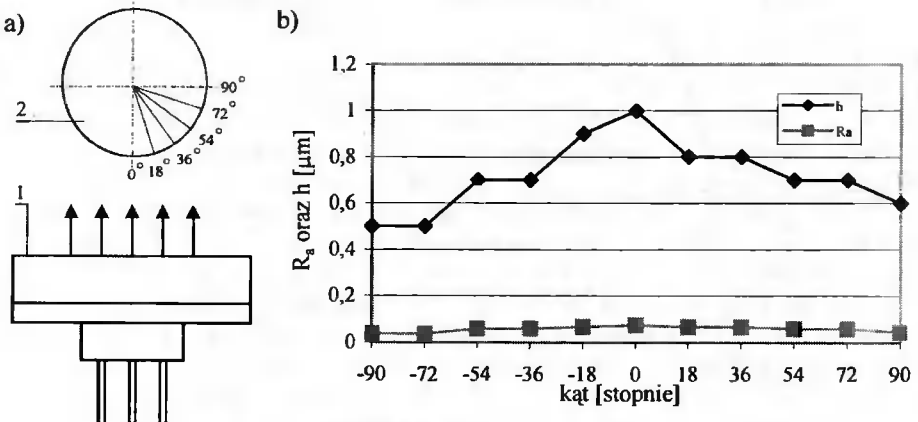 a)
2
90°
72°
54°
36°
18°
0°
1
b)
Ra oraz h [μm]
1,2
1
0,8
0,6
0,4
0,2
0
h
Ra
-90 -72 -54 -36 -18 0 18 36 54 72 90
kąt [stopnie]